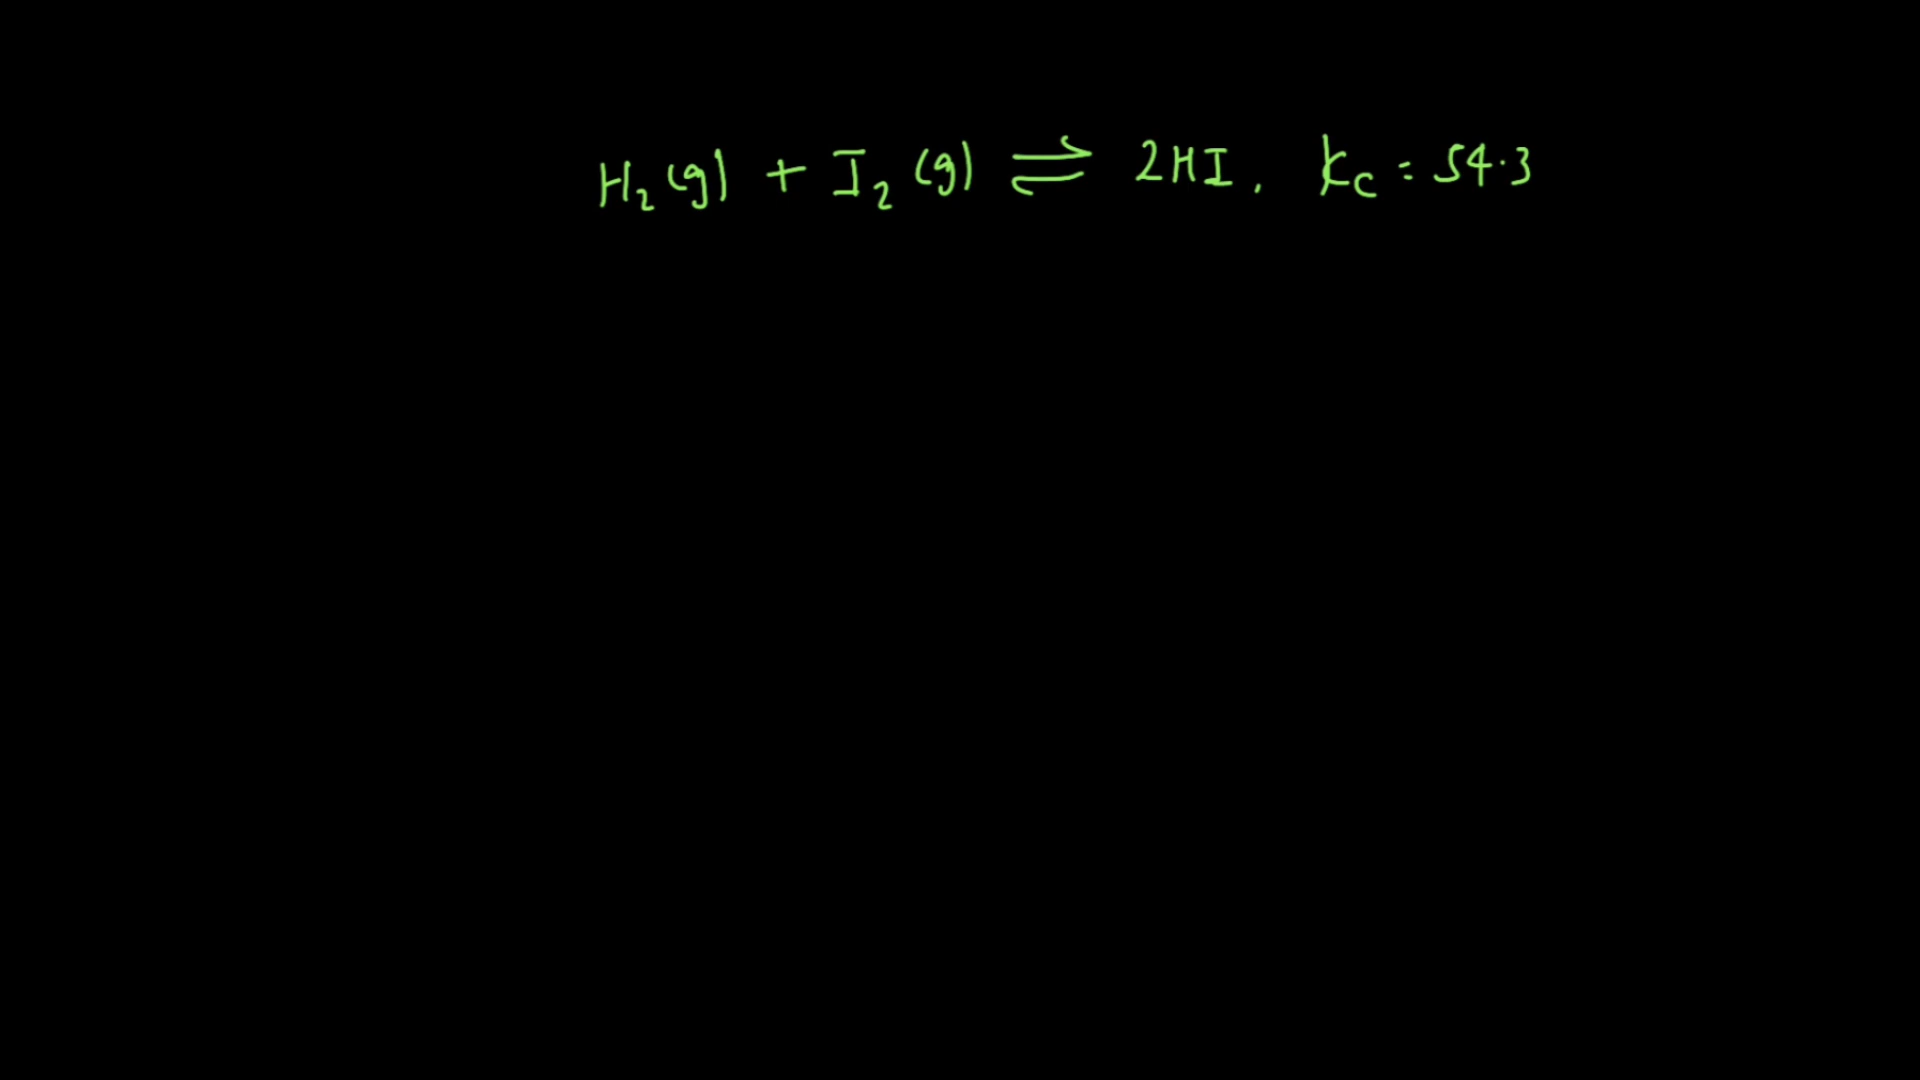 H₂(g) + I₂(g) ⇌ 2HI, Kc = 54.3